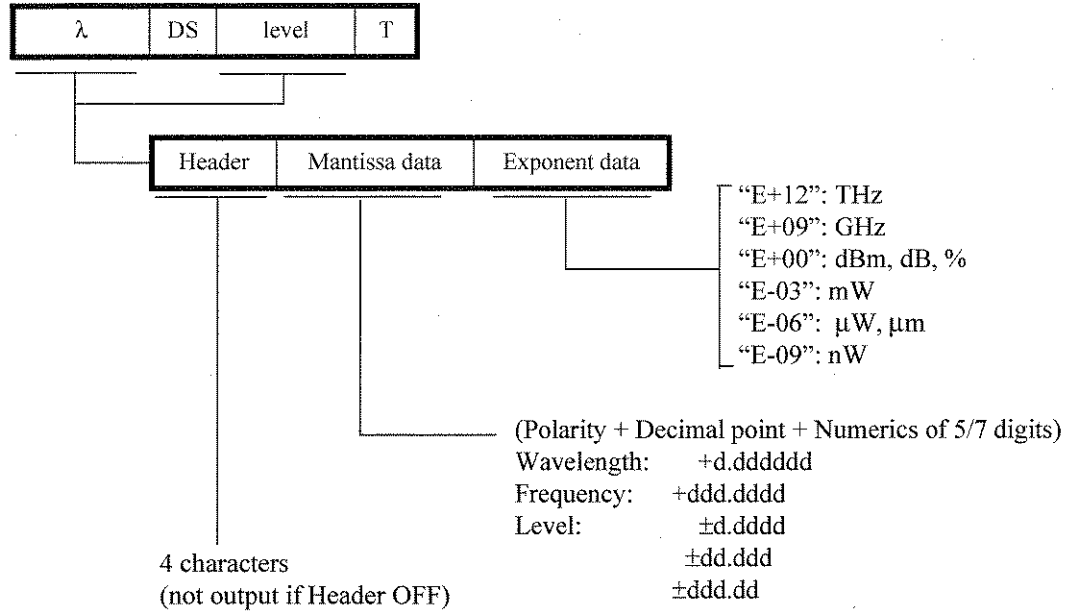 λ DS level T
Header Mantissa data Exponent data
“E+12”: THz
“E+09”: GHz
“E+00”: dBm, dB, %
“E-03”: mW
“E-06”: μW, μm
“E-09”: nW
(Polarity + Decimal point + Numerics of 5/7 digits)
Wavelength: +d.dddddd
Frequency: +ddd.dddd
Level: ±d.dddd
±dd.ddd
±ddd.dd
4 characters
(not output if Header OFF)